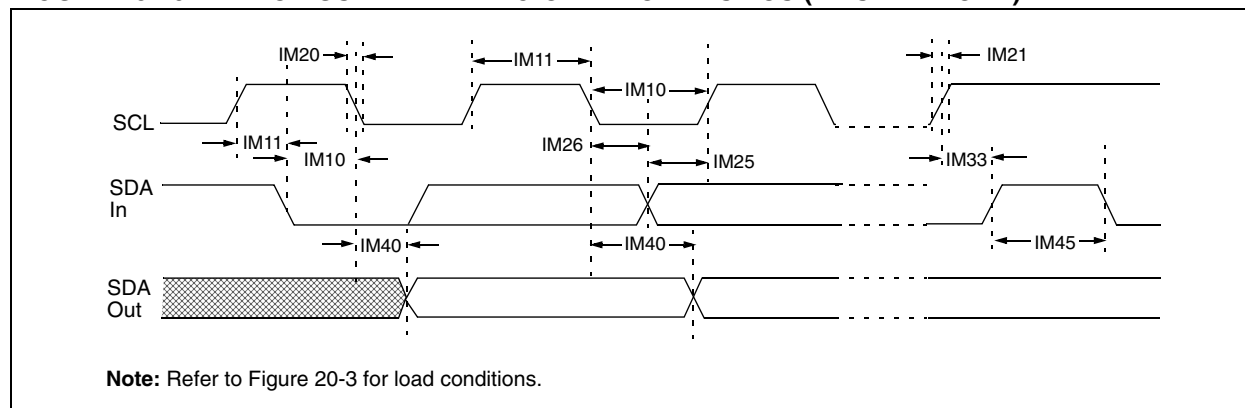 IM20
IM11
IM21
IM10
SCL
IM11
IM26
IM10
IM25
IM33
SDA
In
IM40
IM40
IM45
SDA
Out
Note: Refer to Figure 20-3 for load conditions.